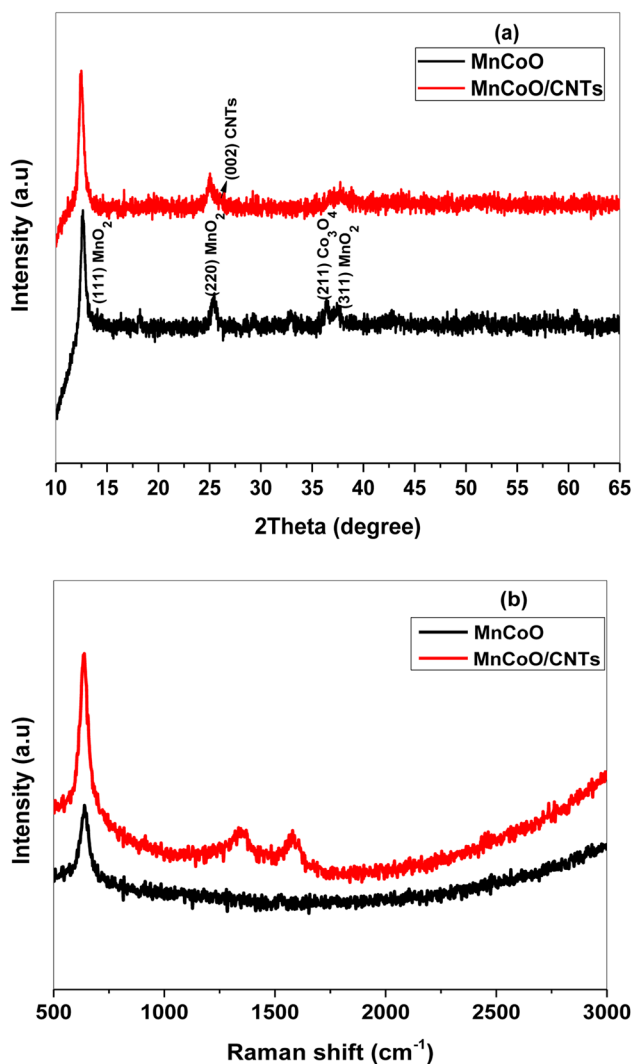 (a)
MnCoO
MnCoO/CNTs
(002) CNTs
(111) MnO₂
(220) MnO₂
(211) Co₃O₄
(311) MnO₂
Intensity (a.u)
10 15 20 25 30 35 40 45 50 55 60 65
2Theta (degree)
(b)
MnCoO
MnCoO/CNTs
Intensity (a.u)
500 1000 1500 2000 2500 3000
Raman shift (cm⁻¹)